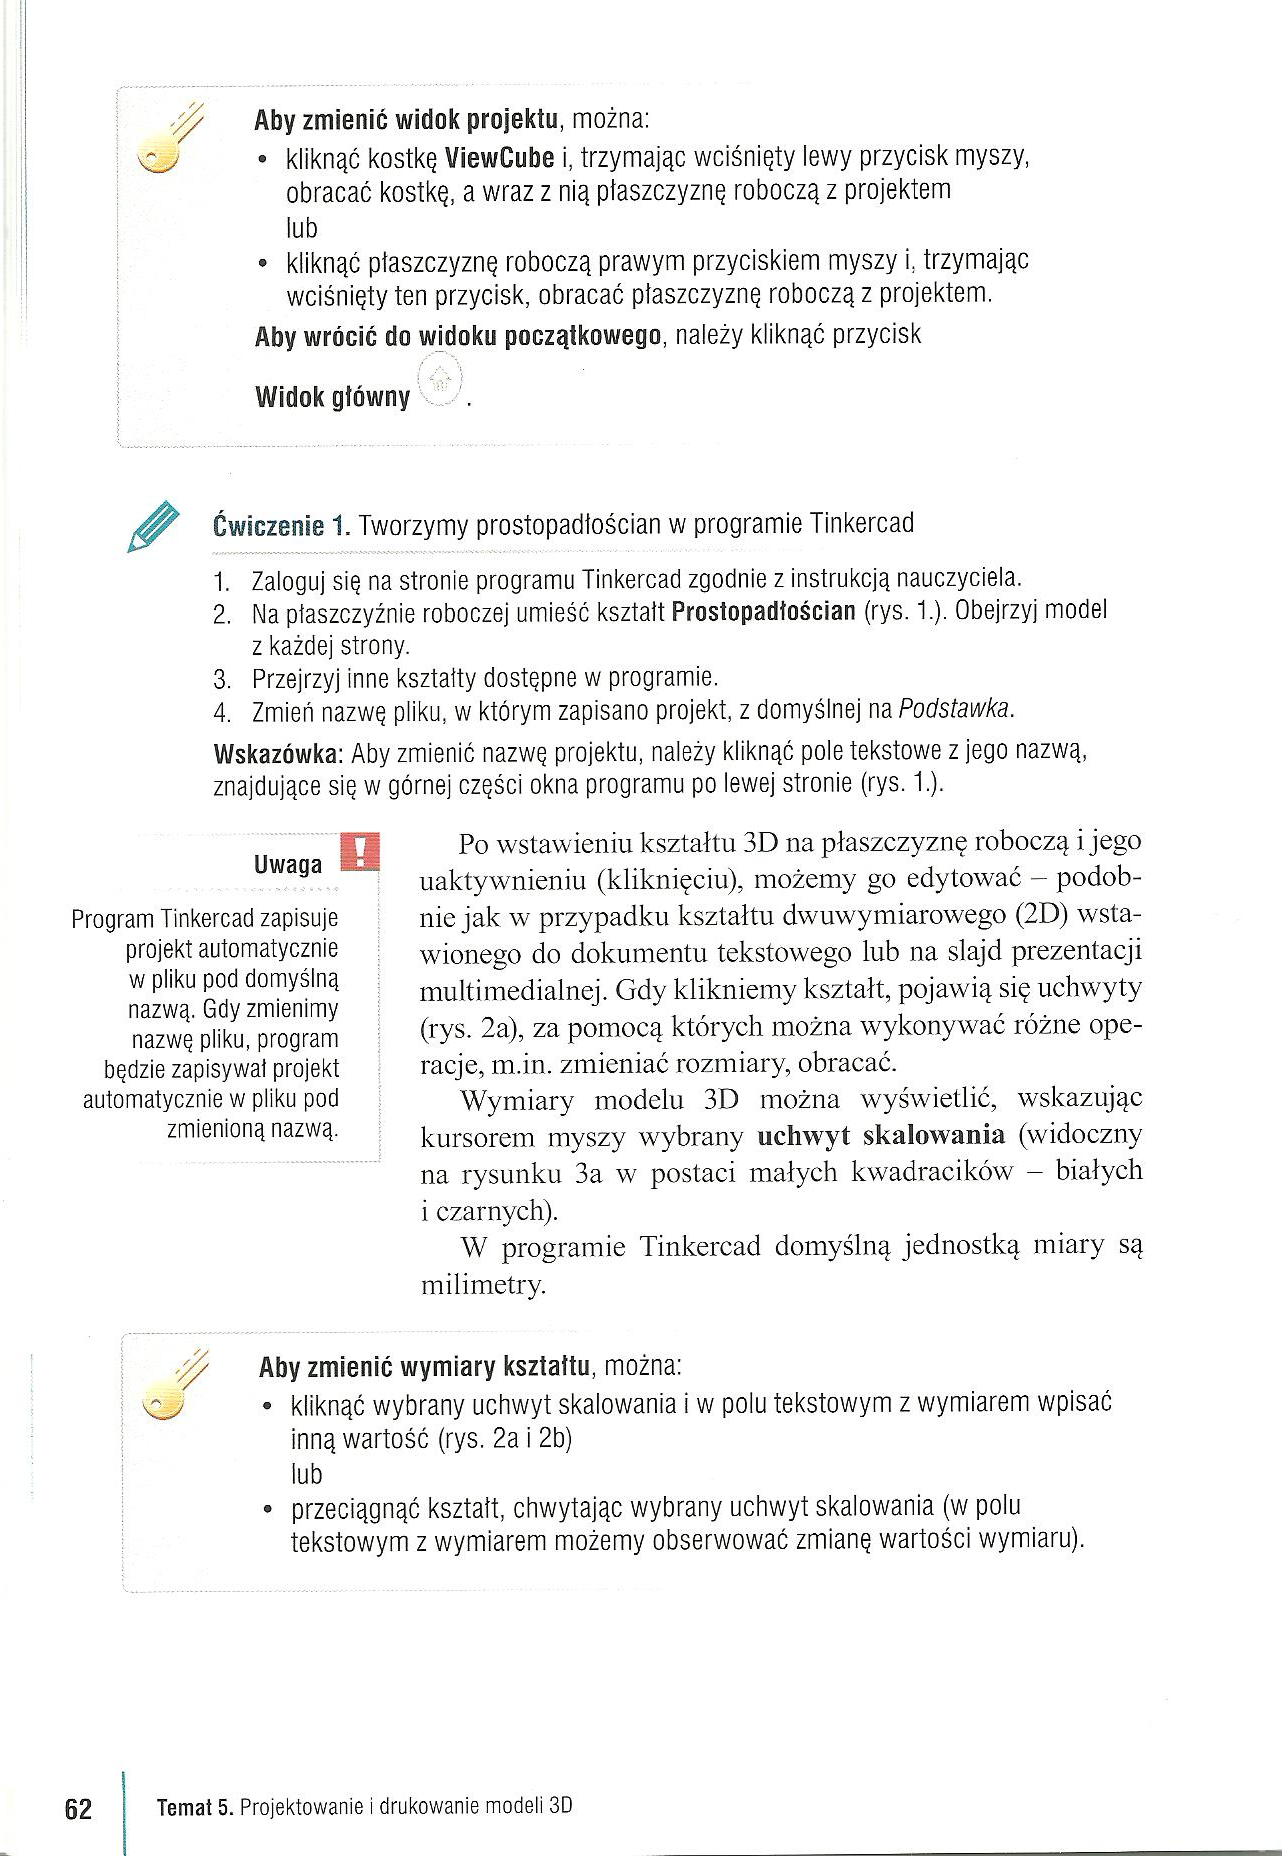 Aby zmienić widok projektu, można:
• kliknąć kostkę ViewCube i, trzymając wciśnięty lewy przycisk myszy,
obracać kostkę, a wraz z nią płaszczyznę roboczą z projektem
lub
• kliknąć płaszczyznę roboczą prawym przyciskiem myszy i, trzymając
wciśnięty ten przycisk, obracać płaszczyznę roboczą z projektem.
Aby wrócić do widoku początkowego, należy kliknąć przycisk
Widok główny .
Ćwiczenie 1. Tworzymy prostopadłościan w programie Tinkercad
1. Zaloguj się na stronie programu Tinkercad zgodnie z instrukcją nauczyciela.
2. Na płaszczyźnie roboczej umieść kształt Prostopadłościan (rys. 1.). Obejrzyj model
z każdej strony.
3. Przejrzyj inne kształty dostępne w programie.
4. Zmień nazwę pliku, w którym zapisano projekt, z domyślnej na Podstawka.
Wskazówka: Aby zmienić nazwę projektu, należy kliknąć pole tekstowe z jego nazwą,
znajdujące się w górnej części okna programu po lewej stronie (rys. 1.).
Uwaga !
Program Tinkercad zapisuje
projekt automatycznie
w pliku pod domyślną
nazwą. Gdy zmienimy
nazwę pliku, program
będzie zapisywał projekt
automatycznie w pliku pod
zmienioną nazwą.
Po wstawieniu kształtu 3D na płaszczyznę roboczą i jego
uaktywnieniu (kliknięciu), możemy go edytować – podob-
nie jak w przypadku kształtu dwuwymiarowego (2D) wsta-
wionego do dokumentu tekstowego lub na slajd prezentacji
multimedialnej. Gdy klikniemy kształt, pojawią się uchwyty
(rys. 2a), za pomocą których można wykonywać różne ope-
racje, m.in. zmieniać rozmiary, obracać.
Wymiary modelu 3D można wyświetlić, wskazując
kursorem myszy wybrany uchwyt skalowania (widoczny
na rysunku 3a w postaci małych kwadracików – białych
i czarnych).
W programie Tinkercad domyślną jednostką miary są
milimetry.
Aby zmienić wymiary kształtu, można:
• kliknąć wybrany uchwyt skalowania i w polu tekstowym z wymiarem wpisać
inną wartość (rys. 2a i 2b)
lub
• przeciągnąć kształt, chwytając wybrany uchwyt skalowania (w polu
tekstowym z wymiarem możemy obserwować zmianę wartości wymiaru).
62
Temat 5. Projektowanie i drukowanie modeli 3D